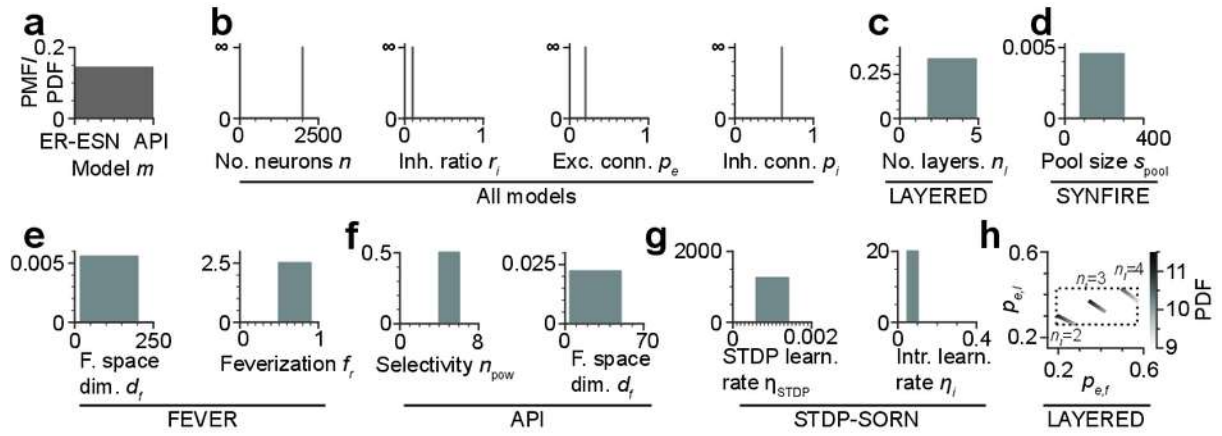 a
b
c
d
PMF/
PDF
0.2
0
ER-ESN API
Model m
∞
0
0 2500
No. neurons n
∞
0
0 1
Inh. ratio r_i
∞
0
0 1
Exc. conn. p_e
∞
0
0 1
Inh. conn. p_i
All models
0.25
0
0 5
No. layers. n_l
LAYERED
0.005
0
0 400
Pool size s_pool
SYNFIRE
e
f
g
h
0.005
0
0 250
F. space
dim. d_f
2.5
0
0 1
Feverization f_r
FEVER
0.5
0
0 8
Selectivity n_pow
0.025
0
0 70
F. space
dim. d_f
API
2000
0
0 0.002
STDP learn.
rate η_STDP
20
0
0 0.4
Intr. learn.
rate η_i
STDP-SORN
p_e,l
0.6
0.2
n_l=2
n_l=3
n_l=4
0.2 0.6
p_e,f
11
10
9
PDF
LAYERED